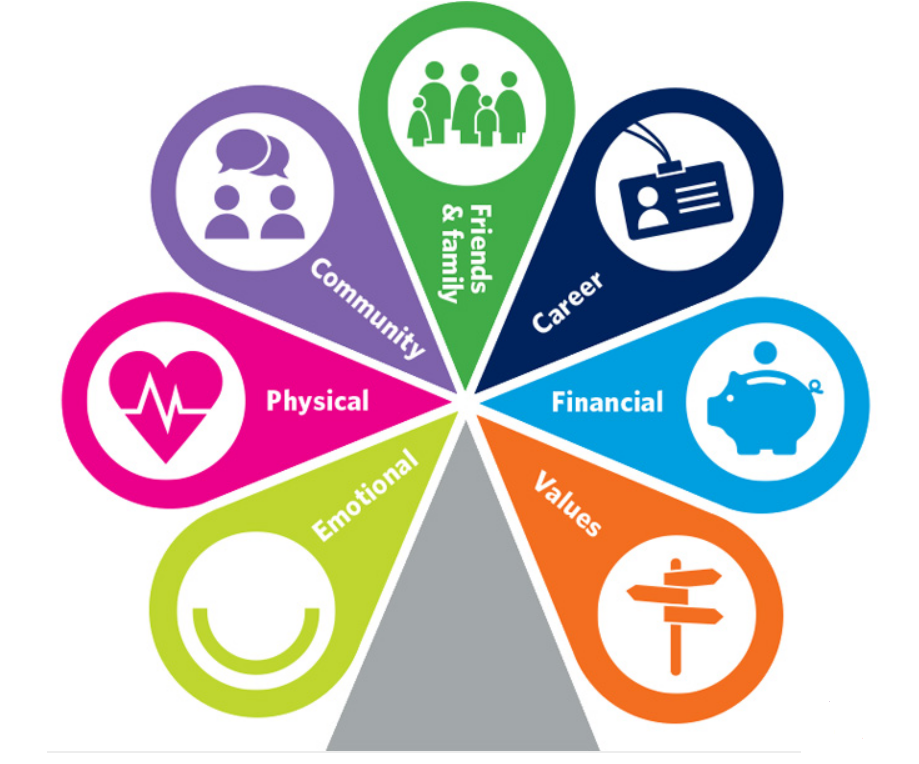 Friends
& family
Community
Career
Physical
Financial
Emotional
Values